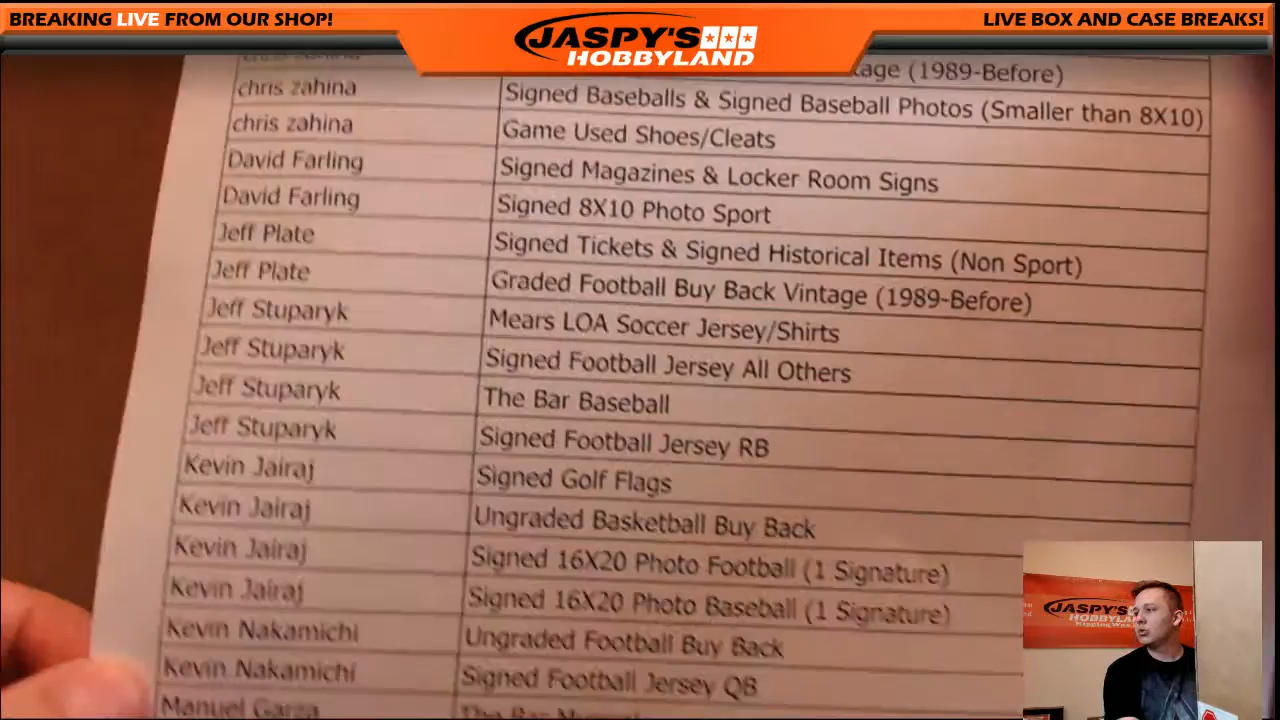 BREAKING LIVE FROM OUR SHOP!
JASPY'S
HOBBYLAND
LIVE BOX AND CASE BREAKS!
(1989-Before)
chris zahina Signed Baseballs & Signed Baseball Photos (Smaller than 8X10)
chris zahina Game Used Shoes/Cleats
David Farling Signed Magazines & Locker Room Signs
David Farling Signed 8X10 Photo Sport
Jeff Plate Signed Tickets & Signed Historical Items (Non Sport)
Jeff Plate Graded Football Buy Back Vintage (1989-Before)
Jeff Stuparyk Mears LOA Soccer Jersey/Shirts
Jeff Stuparyk Signed Football Jersey All Others
Jeff Stuparyk The Bar Baseball
Jeff Stuparyk Signed Football Jersey RB
Kevin Jairaj Signed Golf Flags
Kevin Jairaj Ungraded Basketball Buy Back
Kevin Jairaj Signed 16X20 Photo Football (1 Signature)
Kevin Jairaj Signed 16X20 Photo Baseball (1 Signature)
Kevin Nakamichi Ungraded Football Buy Back
Kevin Nakamichi Signed Football Jersey QB
Manuel Garza The Bar
JASPY'S
HOBBYLAND